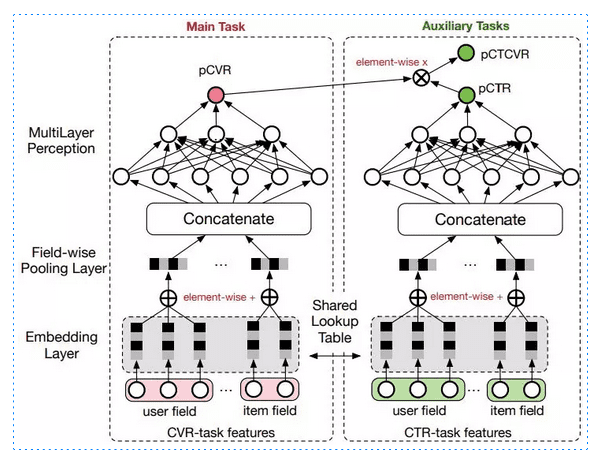 Main Task
Auxiliary Tasks
pCTCVR
element-wise x
pCVR
pCTR
MultiLayer
Perception
Concatenate
Concatenate
Field-wise
Pooling Layer
...
...
element-wise +
element-wise +
Shared
Lookup
Table
Embedding
Layer
...
...
user field
item field
user field
item field
CVR-task features
CTR-task features